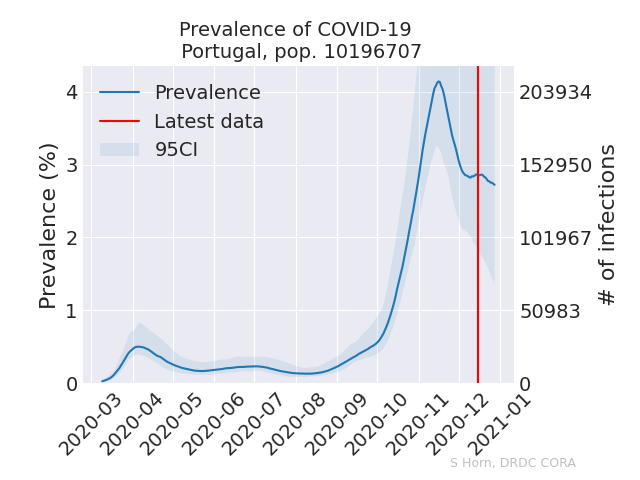 Prevalence of COVID-19
Portugal, pop. 10196707
Prevalence
Latest data
95CI
Prevalence (%)
4
3
2
1
0
203934
152950
101967
50983
0
# of infections
2020-03
2020-04
2020-05
2020-06
2020-07
2020-08
2020-09
2020-10
2020-11
2020-12
2021-01
S Horn, DRDC CORA